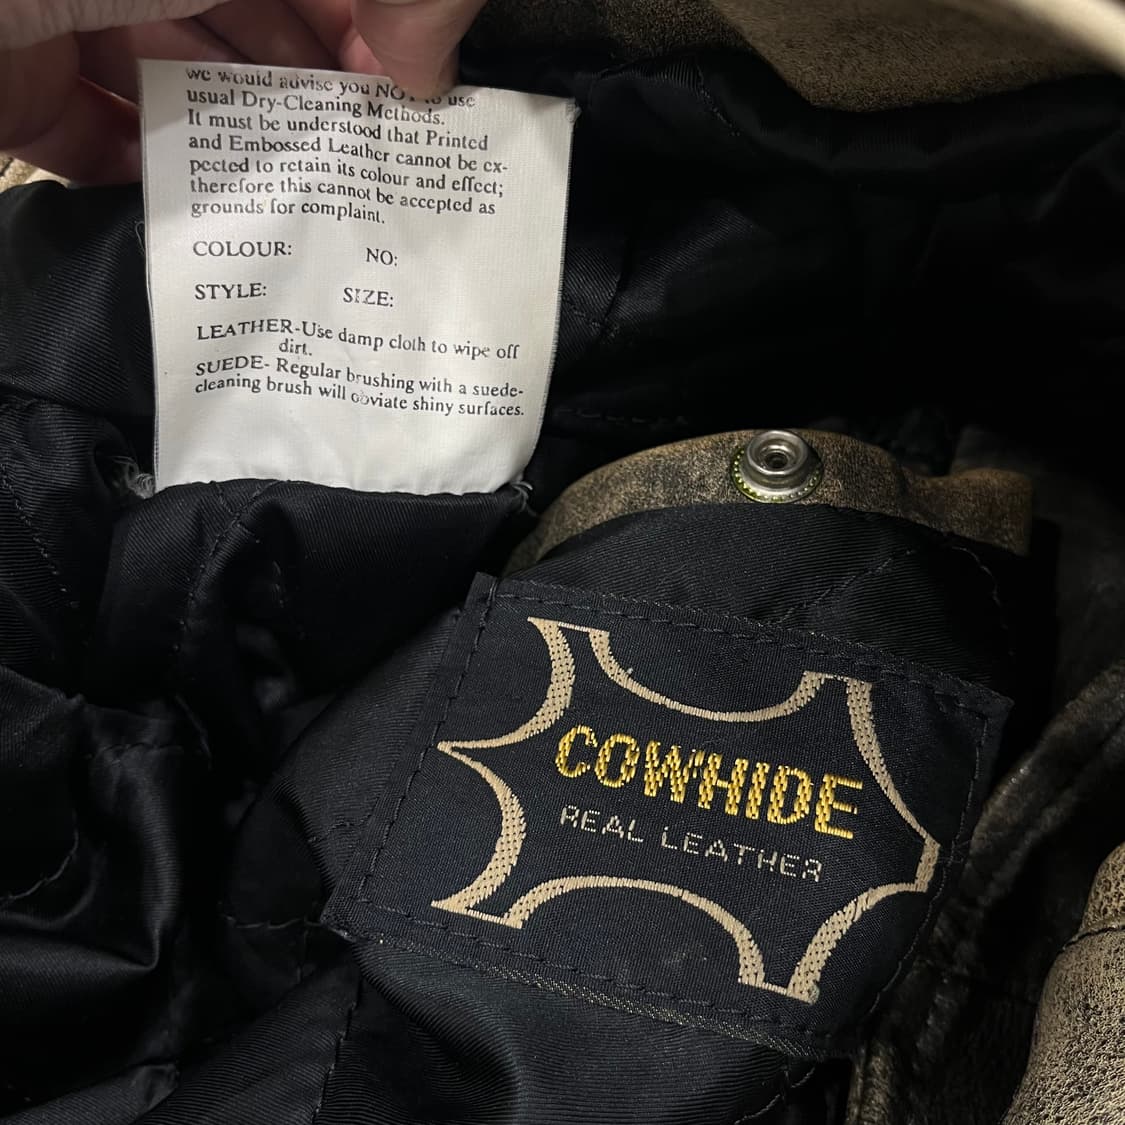 we would advise you NOT to use
usual Dry-Cleaning Methods.
It must be understood that Printed
and Embossed Leather cannot be ex-
pected to retain its colour and effect;
therefore this cannot be accepted as
grounds for complaint.
COLOUR: NO:
STYLE: SIZE:
LEATHER-Use damp cloth to wipe off
dirt.
SUEDE- Regular brushing with a suede-
cleaning brush will obviate shiny surfaces.
COWHIDE
REAL LEATHER